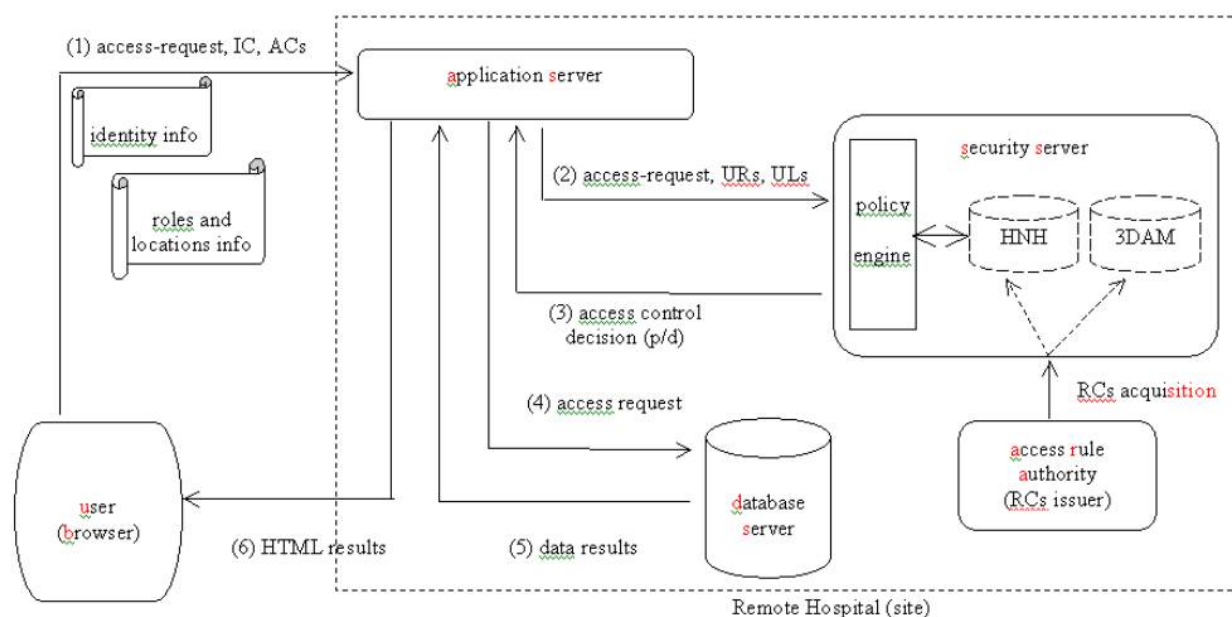 (1) access-request, IC, ACs
application server
identity info
roles and
locations info
security server
(2) access-request, URs, ULs
policy
engine
HNH
3DAM
(3) access control
decision (p/d)
RCs acquisition
(4) access request
access rule
authority
(RCs issuer)
user
(browser)
database
server
(6) HTML results
(5) data results
Remote Hospital (site)